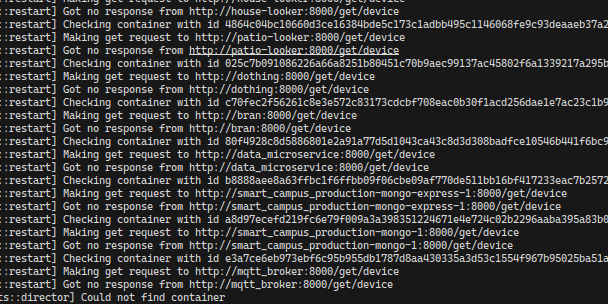 ::restart] Got no response from http://house-looker:8000/get/device
::restart] Checking container with id 4864c04bc10660d3ce16384bde5c173c1adbb495c1146068fe9c93deaaeb37a2
::restart] Making get request to http://patio-looker:8000/get/device
::restart] Got no response from http://patio-looker:8000/get/device
::restart] Checking container with id 025c7b091086226a66a8251b80451c70b9aec99137ac45802f6a1339217a295b
::restart] Making get request to http://dothing:8000/get/device
::restart] Got no response from http://dothing:8000/get/device
::restart] Checking container with id c70fec2f56261c8e3e572c83173cdcbf708eac0b30f1acd256dae1e7ac23c1b9
::restart] Making get request to http://bran:8000/get/device
::restart] Got no response from http://bran:8000/get/device
::restart] Checking container with id 80f4928c8d5886801e2a91a77d5d1043ca43c8d3d308badfce10546b441f6bc9
::restart] Making get request to http://data_microservice:8000/get/device
::restart] Got no response from http://data_microservice:8000/get/device
::restart] Checking container with id b8888aee8a63ffbc1f6ffbb09f06cbe09af770de511bb16bf417233eac7b2572
::restart] Making get request to http://smart_campus_production-mongo-express-1:8000/get/device
::restart] Got no response from http://smart_campus_production-mongo-express-1:8000/get/device
::restart] Checking container with id a8d97ecefd219fc6e79f009a3a398351224671e4e724c02b2296aaba395a83b0
::restart] Making get request to http://smart_campus_production-mongo-1:8000/get/device
::restart] Got no response from http://smart_campus_production-mongo-1:8000/get/device
::restart] Checking container with id e3a7ce6eb973ebf6c95b955db1787d8aa430335a3d53c1554f967b95025ba51a
::restart] Making get request to http://mqtt_broker:8000/get/device
::restart] Got no response from http://mqtt_broker:8000/get/device
ts::director] Could not find container